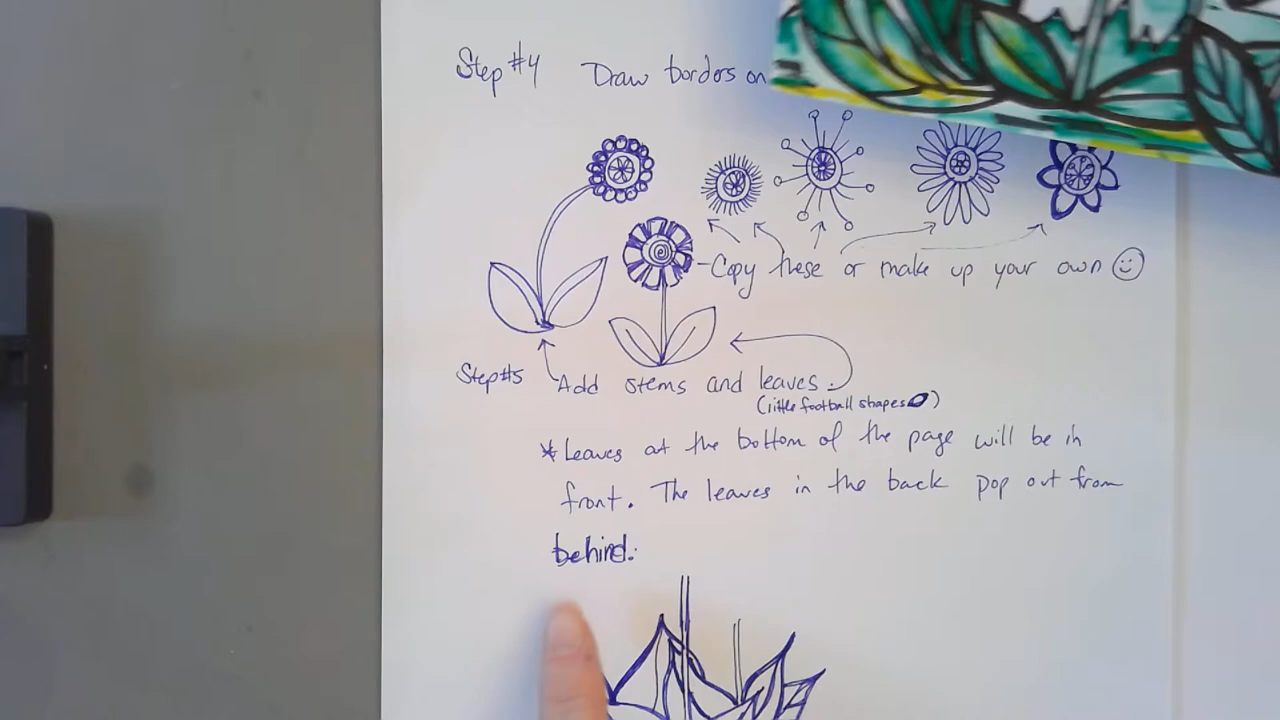 Step #4 Draw borders on
Copy these or make up your own
Step #5 Add stems and leaves.
(little football shapes)
*Leaves at the bottom of the page will be in
front. The leaves in the back pop out from
behind.